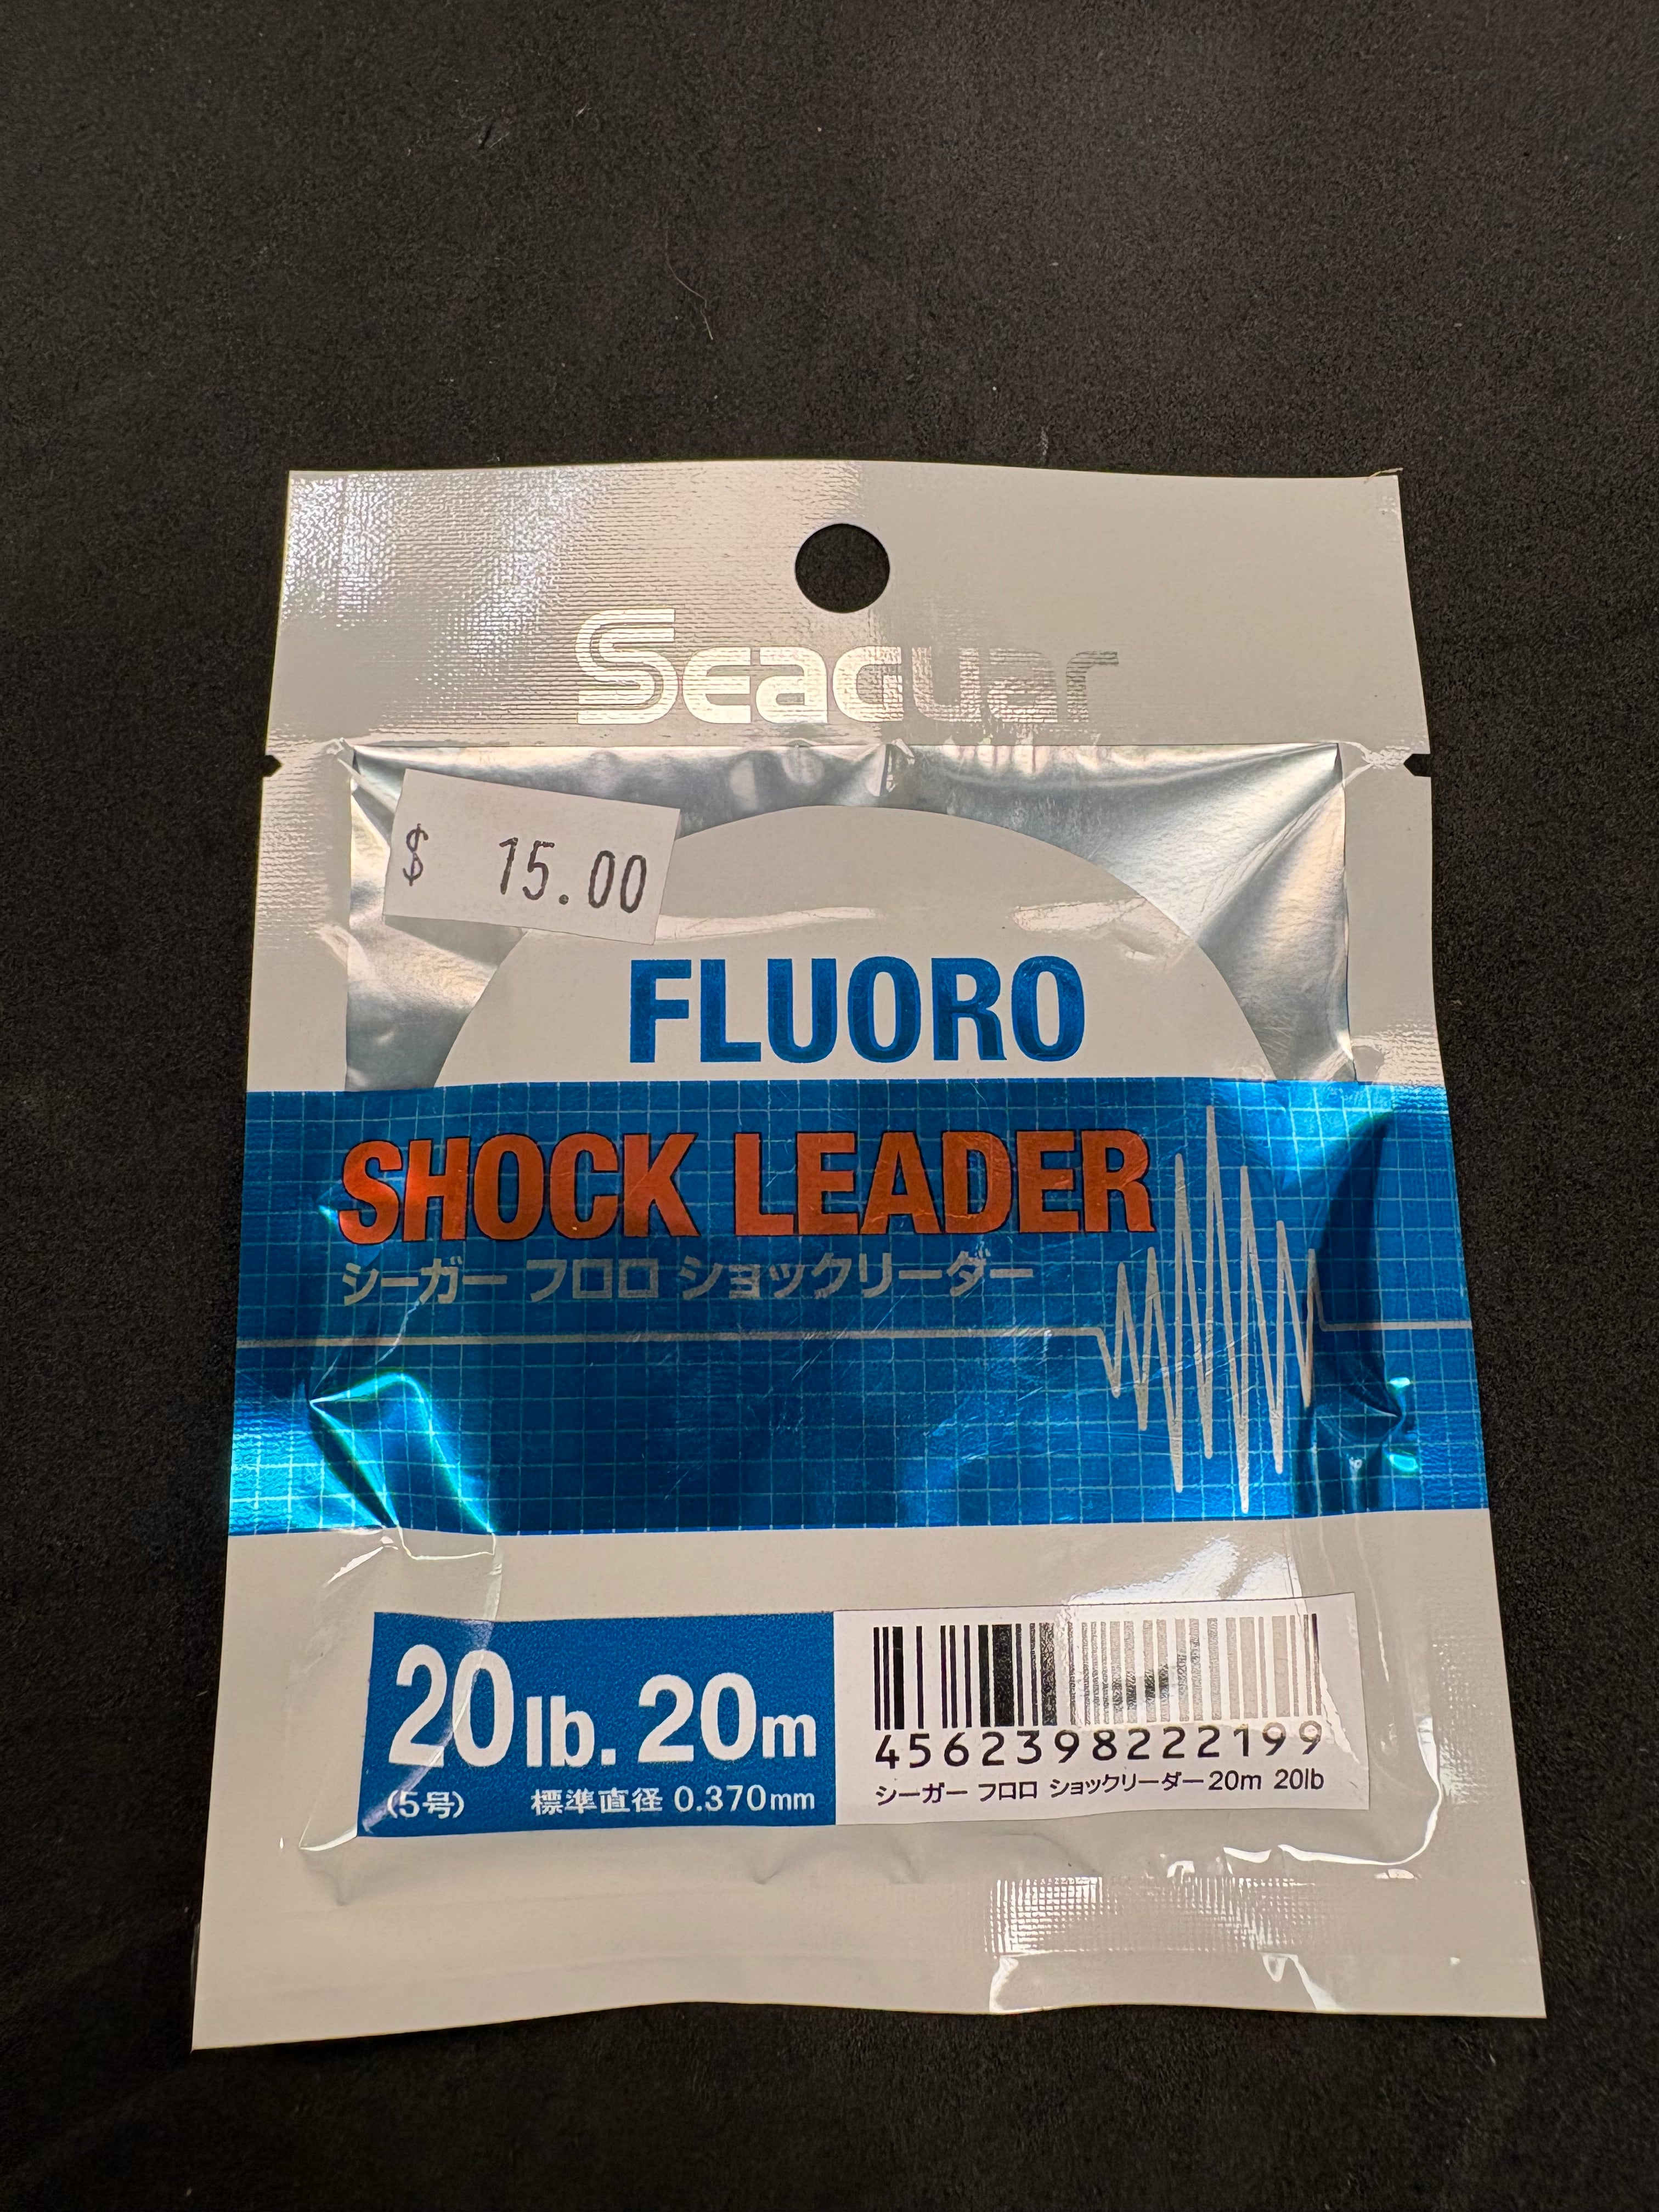 Seaguar
$ 15.00
FLUORO
SHOCK LEADER
シーガー フロロ ショックリーダー
20lb. 20m
(5号) 標準直径 0.370mm
4562398222199
シーガー フロロ ショックリーダー20m 20lb